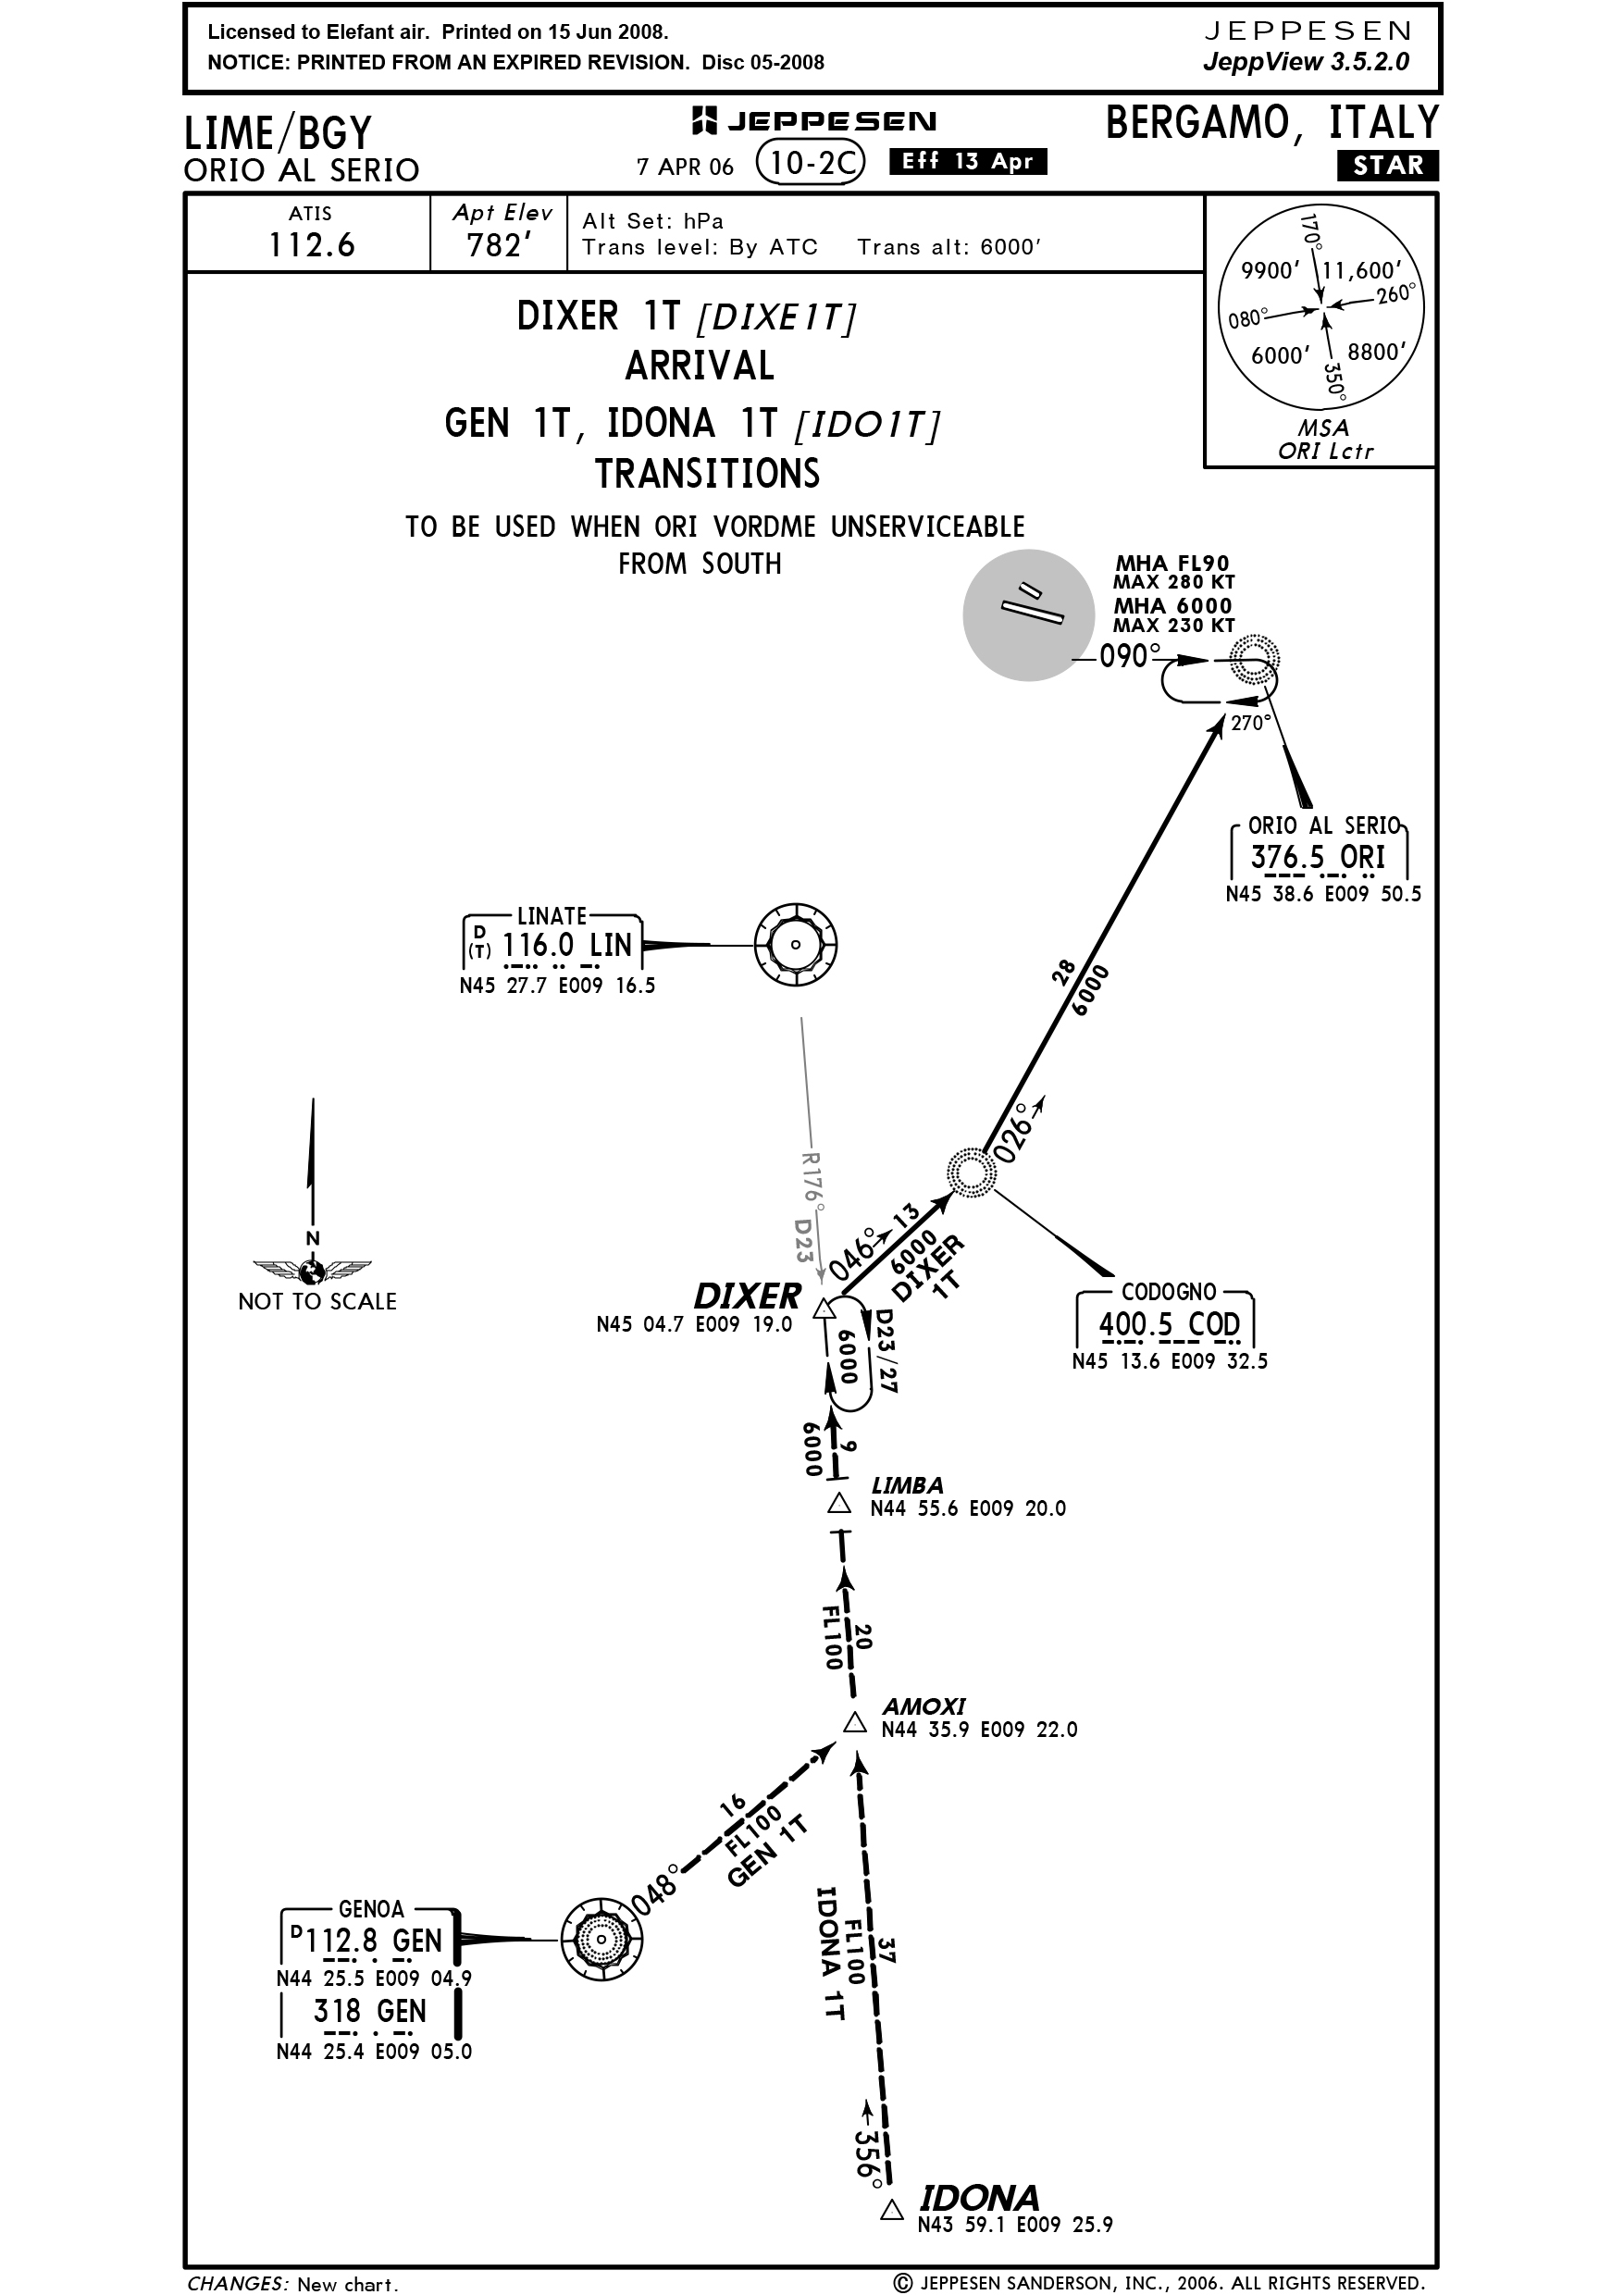 Licensed to Elefant air. Printed on 15 Jun 2008.
NOTICE: PRINTED FROM AN EXPIRED REVISION. Disc 05-2008
JEPPESEN
JeppView 3.5.2.0
LIME/BGY
ORIO AL SERIO
JEPPESEN
7 APR 06 10-2C Eff 13 Apr
BERGAMO, ITALY
STAR
ATIS
112.6
Apt Elev
782'
Alt Set: hPa
Trans level: By ATC Trans alt: 6000'
170°
9900' 11,600'
260°
080°
6000' 8800'
350°
MSA
ORI Lctr
DIXER 1T [DIXE1T]
ARRIVAL
GEN 1T, IDONA 1T [IDO1T]
TRANSITIONS
TO BE USED WHEN ORI VORDME UNSERVICEABLE
FROM SOUTH
MHA FL90
MAX 280 KT
MHA 6000
MAX 230 KT
090°
270°
ORIO AL SERIO
376.5 ORI
N45 38.6 E009 50.5
LINATE
D
(T)
116.0 LIN
N45 27.7 E009 16.5
28
6000
026°
R176°
D23
N
NOT TO SCALE
046°
13
6000
DIXER
1T
DIXER
N45 04.7 E009 19.0
CODOGNO
400.5 COD
N45 13.6 E009 32.5
6000
D23/27
6000
9
LIMBA
N44 55.6 E009 20.0
20
FL100
AMOXI
N44 35.9 E009 22.0
16
FL100
GEN 1T
048°
GENOA
D 112.8 GEN
N44 25.5 E009 04.9
318 GEN
N44 25.4 E009 05.0
37
FL100
IDONA 1T
356°
IDONA
N43 59.1 E009 25.9
CHANGES: New chart.
© JEPPESEN SANDERSON, INC., 2006. ALL RIGHTS RESERVED.